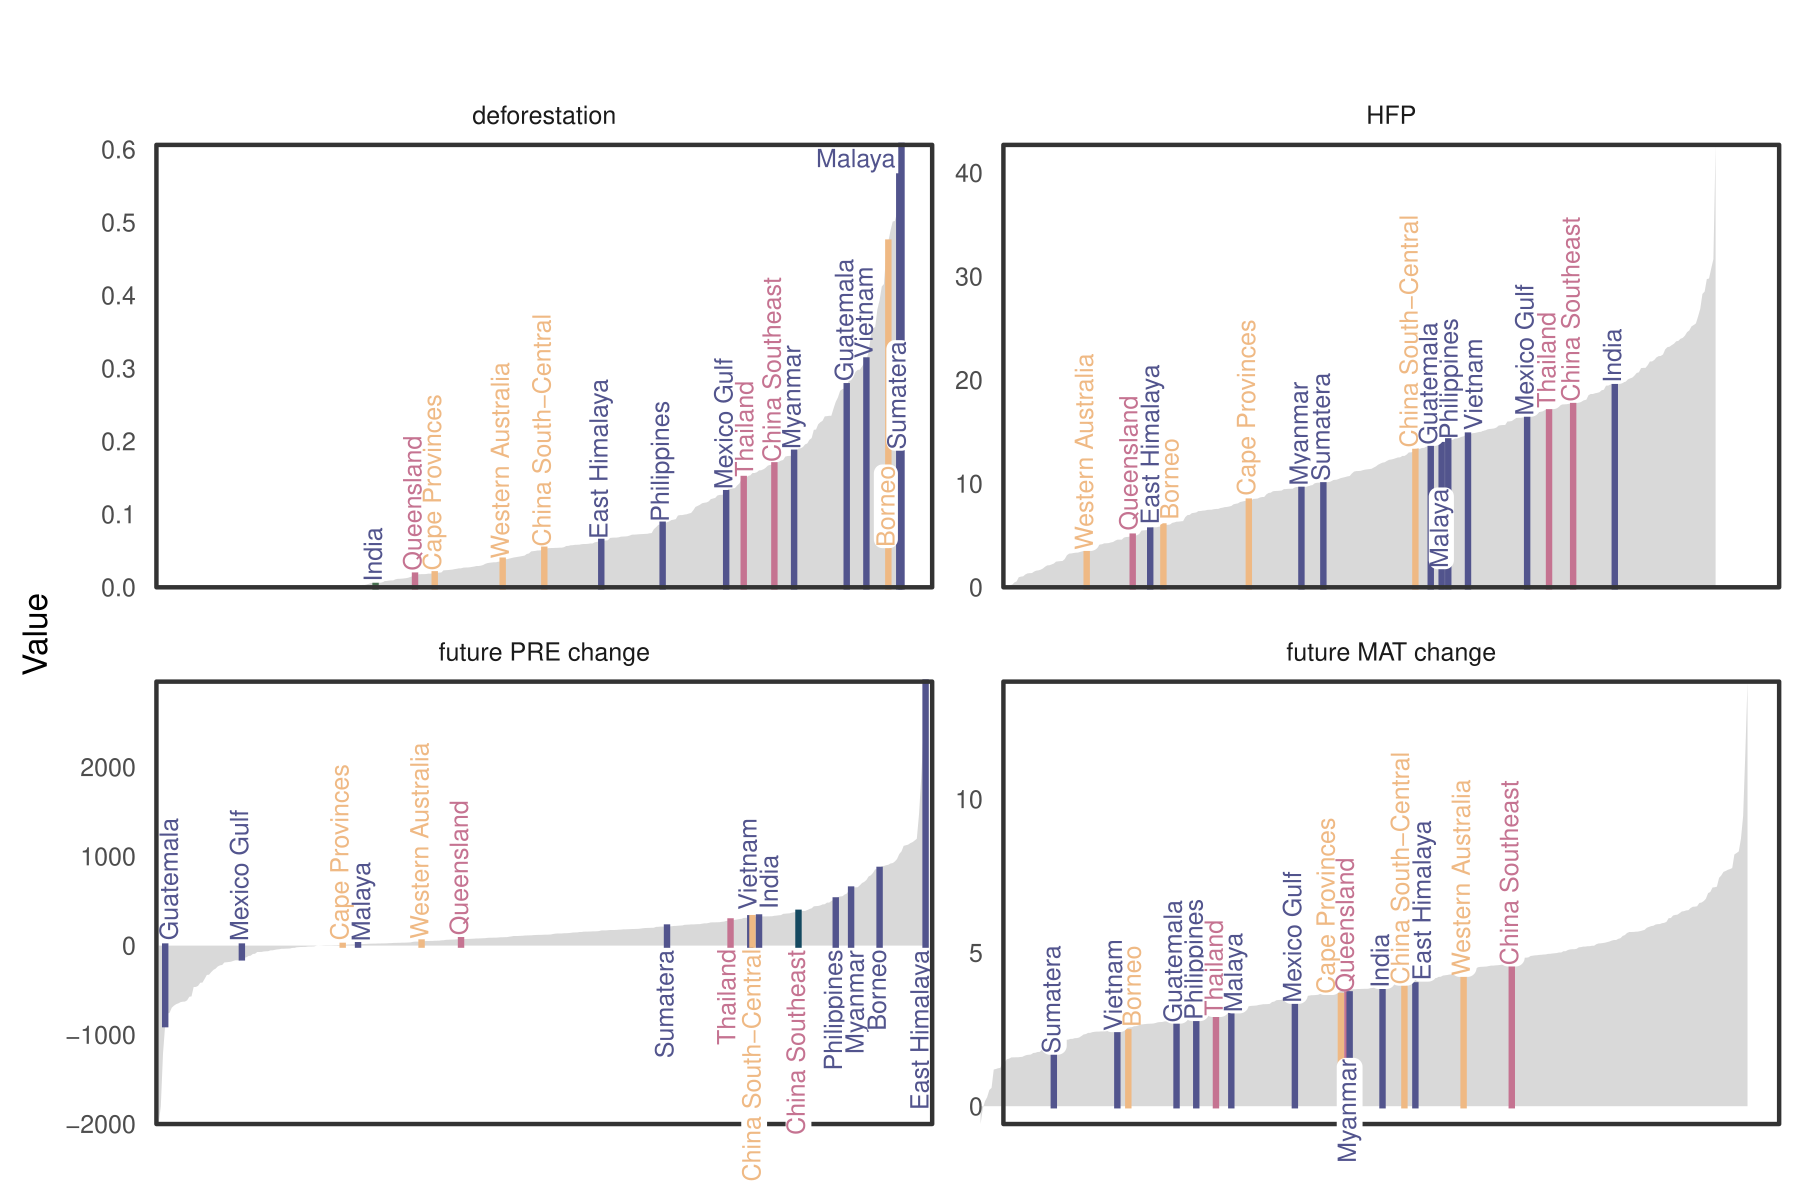 Value
deforestation
0.6
0.5
0.4
0.3
0.2
0.1
0.0
India
Queensland
Cape Provinces
Western Australia
China South−Central
East Himalaya
Philippines
Mexico Gulf
Thailand
China Southeast
Myanmar
Guatemala
Vietnam
Borneo
Sumatera
Malaya
HFP
40
30
20
10
0
Western Australia
Queensland
East Himalaya
Borneo
Cape Provinces
Myanmar
Sumatera
China South−Central
Guatemala
Malaya
Philippines
Vietnam
Mexico Gulf
Thailand
China Southeast
India
future PRE change
2000
1000
0
−1000
−2000
Guatemala
Mexico Gulf
Cape Provinces
Malaya
Western Australia
Queensland
Sumatera
Thailand
Vietnam
China South−Central
India
China Southeast
Philippines
Myanmar
Borneo
East Himalaya
future MAT change
10
5
0
Sumatera
Vietnam
Borneo
Guatemala
Philippines
Thailand
Malaya
Mexico Gulf
Cape Provinces
Queensland
Myanmar
India
China South−Central
East Himalaya
Western Australia
China Southeast